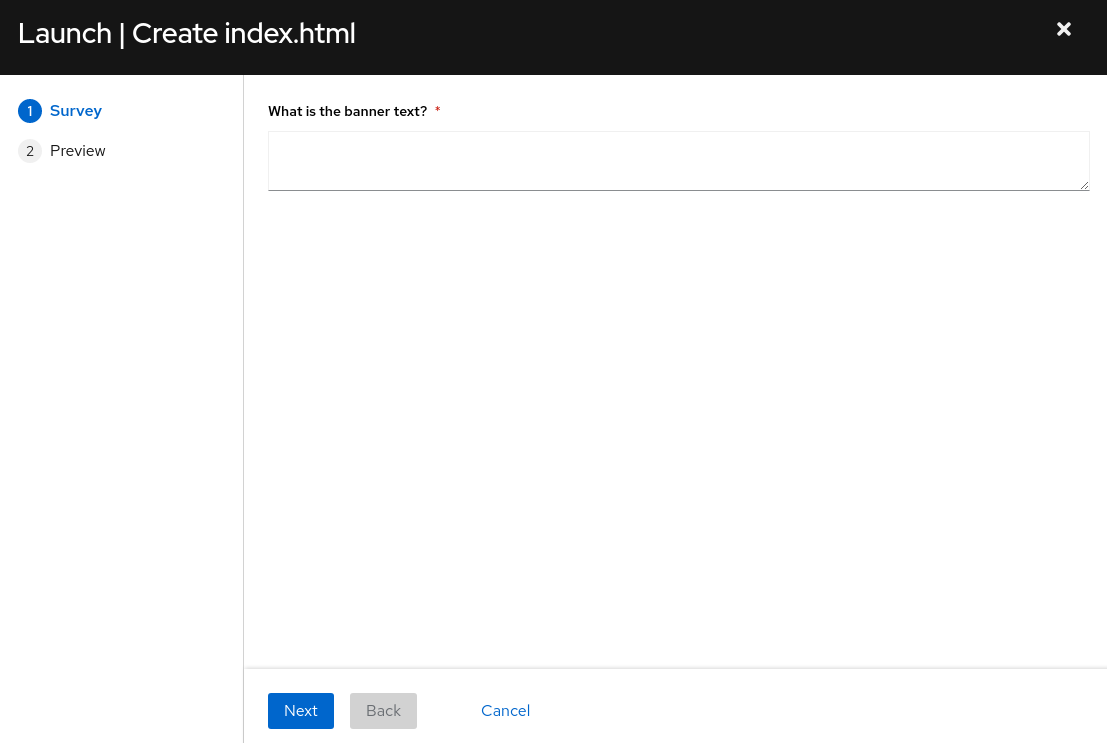 Launch | Create index.html
1 Survey
2 Preview
What is the banner text? *
Next Back Cancel